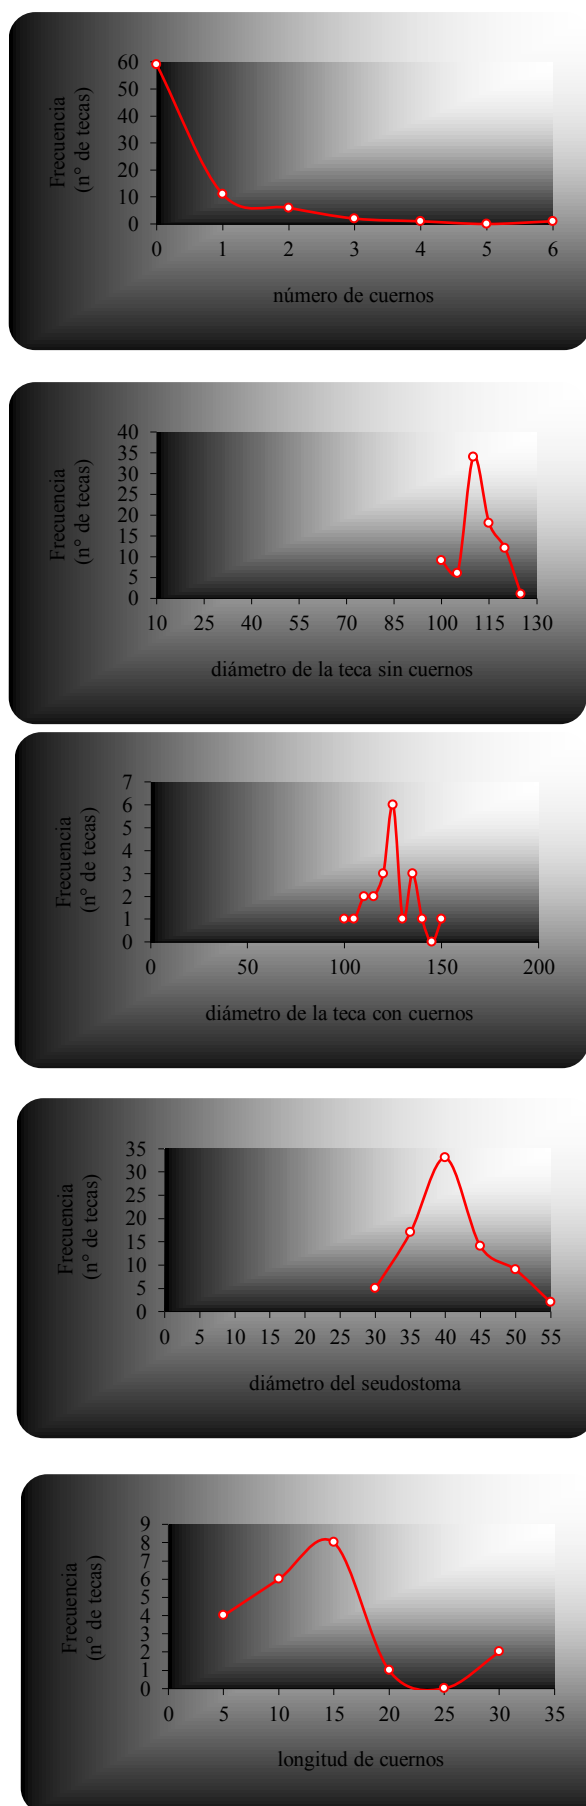 Frecuencia
(n° de tecas)
60
50
40
30
20
10
0
0 1 2 3 4 5 6
número de cuernos
Frecuencia
(n° de tecas)
40
35
30
25
20
15
10
5
0
10 25 40 55 70 85 100 115 130
diámetro de la teca sin cuernos
Frecuencia
(n° de tecas)
7
6
5
4
3
2
1
0
0 50 100 150 200
diámetro de la teca con cuernos
Frecuencia
(n° de tecas)
35
30
25
20
15
10
5
0
0 5 10 15 20 25 30 35 40 45 50 55
diámetro del seudostoma
Frecuencia
(n° de tecas)
9
8
7
6
5
4
3
2
1
0
0 5 10 15 20 25 30 35
longitud de cuernos